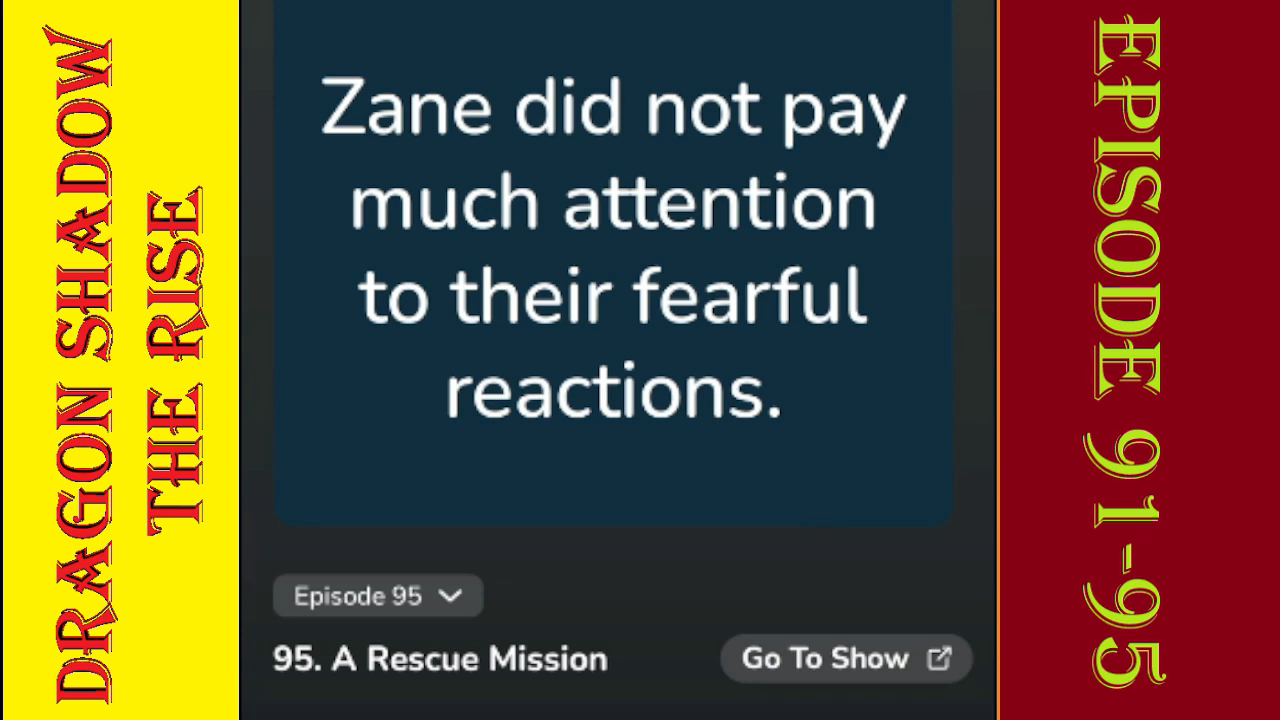 DRAGON SHADOW
THE RISE
Zane did not pay
much attention
to their fearful
reactions.
Episode 95
95. A Rescue Mission
Go To Show
EPISODE 91-95